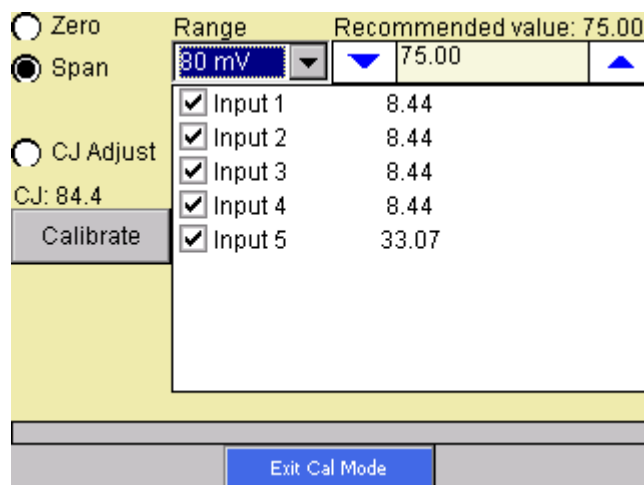 Zero
Span
CJ Adjust
CJ: 84.4
Calibrate
Range
Recommended value: 75.00
80 mV
75.00
Input 1 8.44
Input 2 8.44
Input 3 8.44
Input 4 8.44
Input 5 33.07
Exit Cal Mode